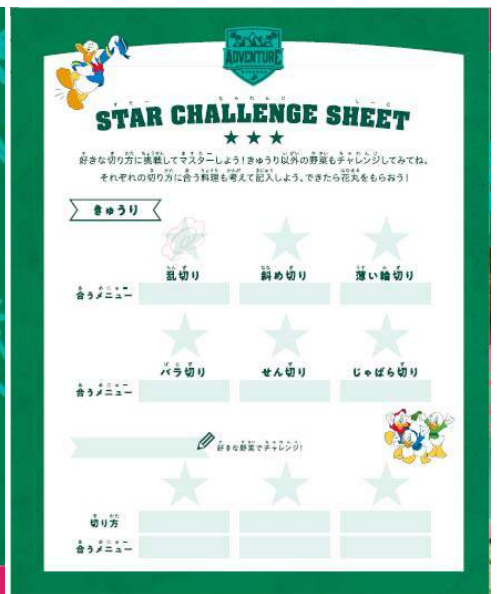 ADVENTURE
STAR CHALLENGE SHEET
好きな切り方に挑戦してマスターしよう!きゅうり以外の野菜もチャレンジしてみてね。
それぞれの切り方に合う料理も考えて記入しよう。できたら花丸をもらおう!
きゅうり
乱切り 斜め切り 薄い輪切り
合うメニュー
バラ切り せん切り じゃばら切り
合うメニュー
好きな野菜でチャレンジ!
切り方
合うメニュー